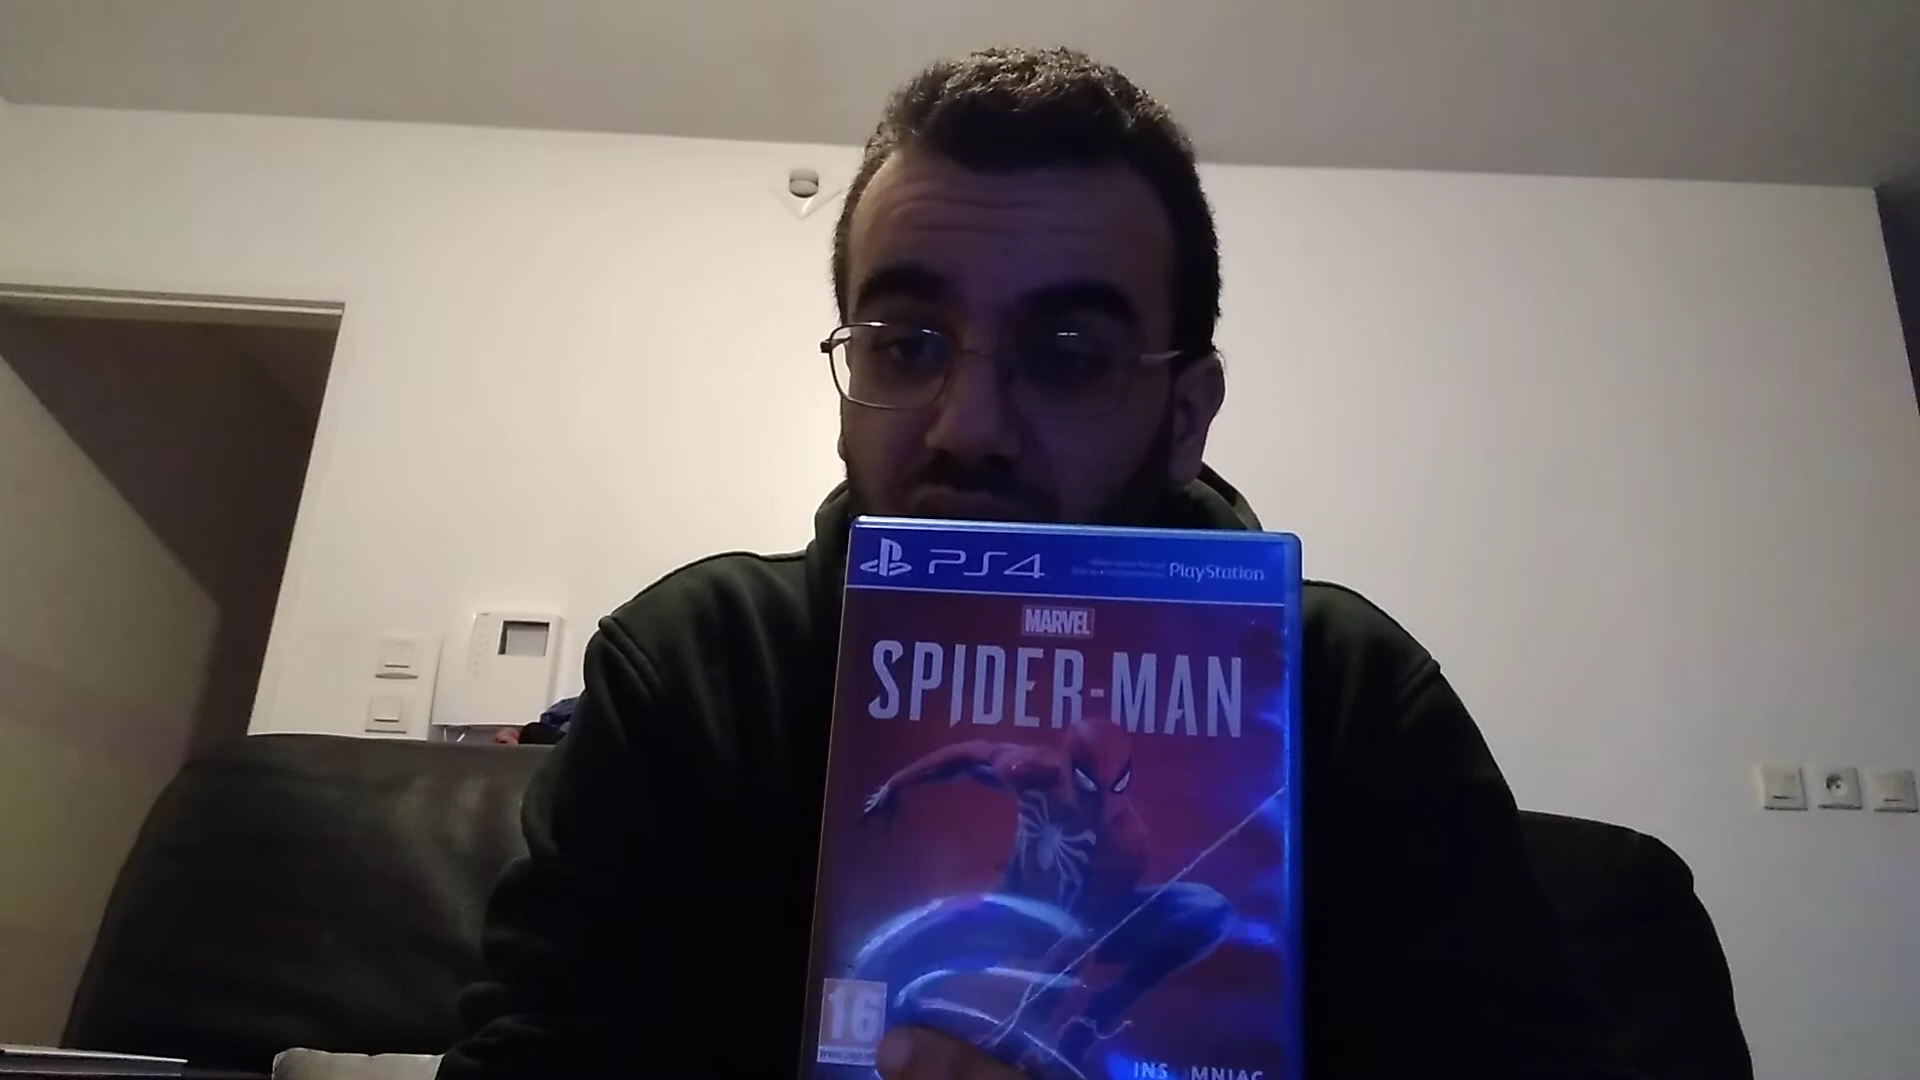 PS4 PlayStation
MARVEL
SPIDER-MAN
16
INS MNIAC